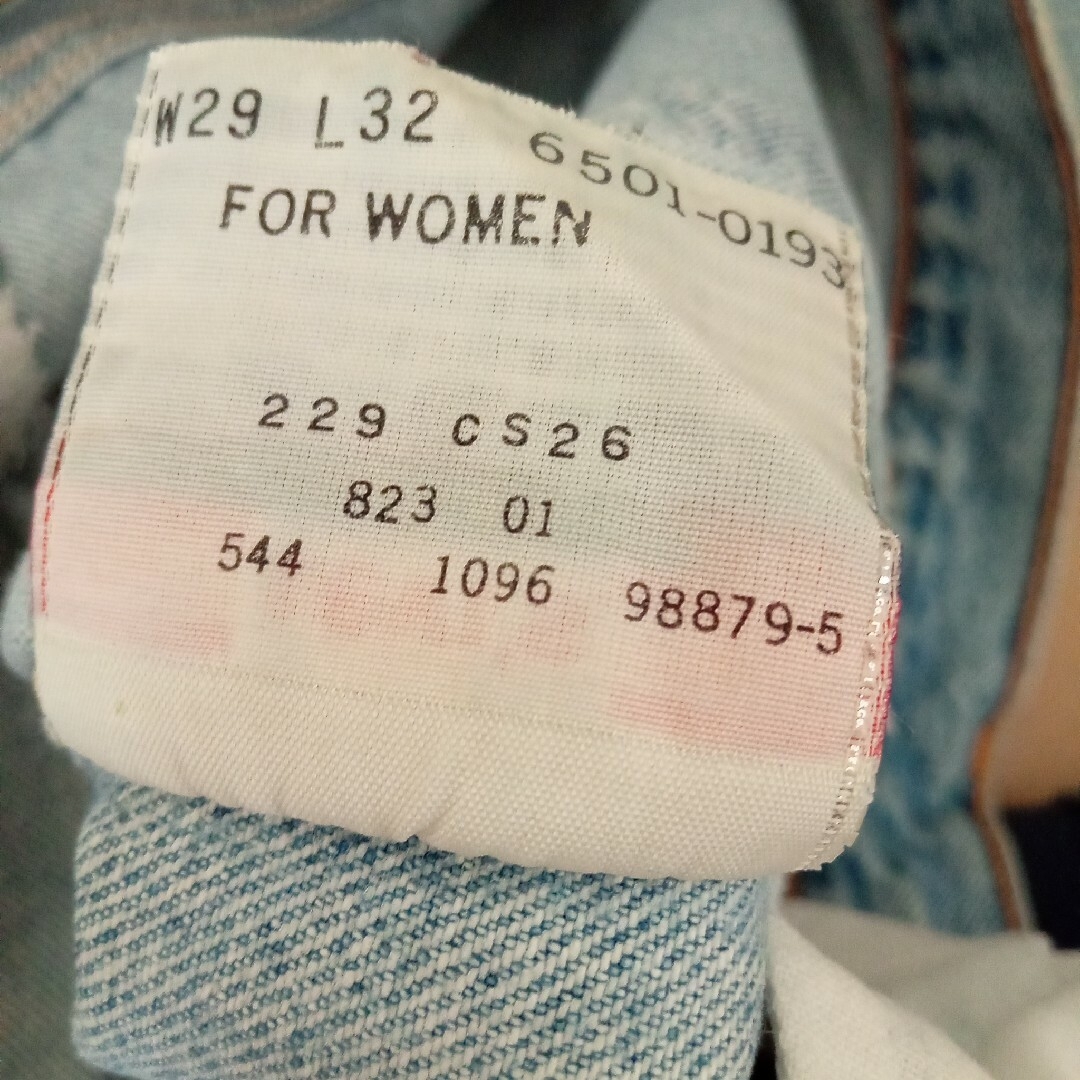 W29 L32 6501-0193
FOR WOMEN
229 CS26
823 01
544 1096 98879-5